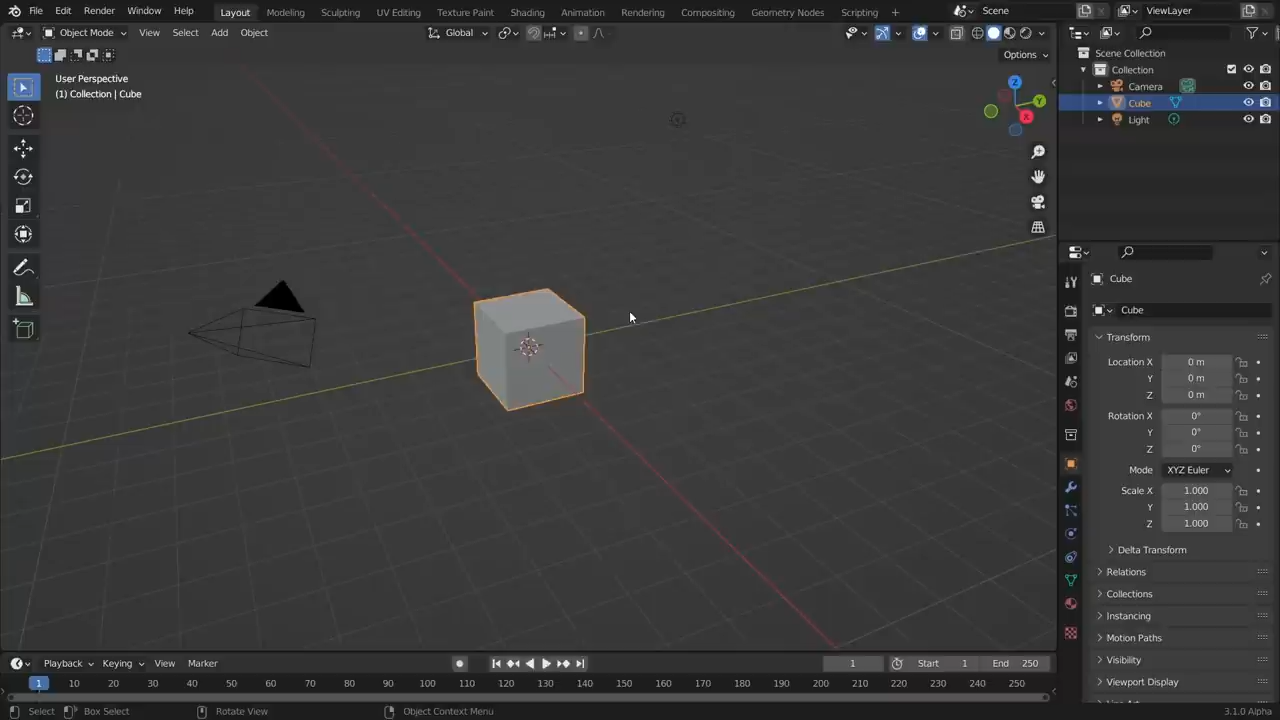 File Edit Render Window Help Layout Modeling Sculpting UV Editing Texture Paint Shading Animation Rendering Compositing Geometry Nodes Scripting + Scene ViewLayer
Object Mode View Select Add Object Global
Options
User Perspective
(1) Collection | Cube
Z
Y
X
Scene Collection
Collection
Camera
Cube
Light
Cube
Cube
Transform
Location X 0 m
Y 0 m
Z 0 m
Rotation X 0°
Y 0°
Z 0°
Mode XYZ Euler
Scale X 1.000
Y 1.000
Z 1.000
Delta Transform
Relations
Collections
Instancing
Motion Paths
Visibility
Viewport Display
Playback Keying View Marker 1 Start 1 End 250
1 10 20 30 40 50 60 70 80 90 100 110 120 130 140 150 160 170 180 190 200 210 220 230 240 250
Select Box Select Rotate View Object Context Menu 3.1.0 Alpha